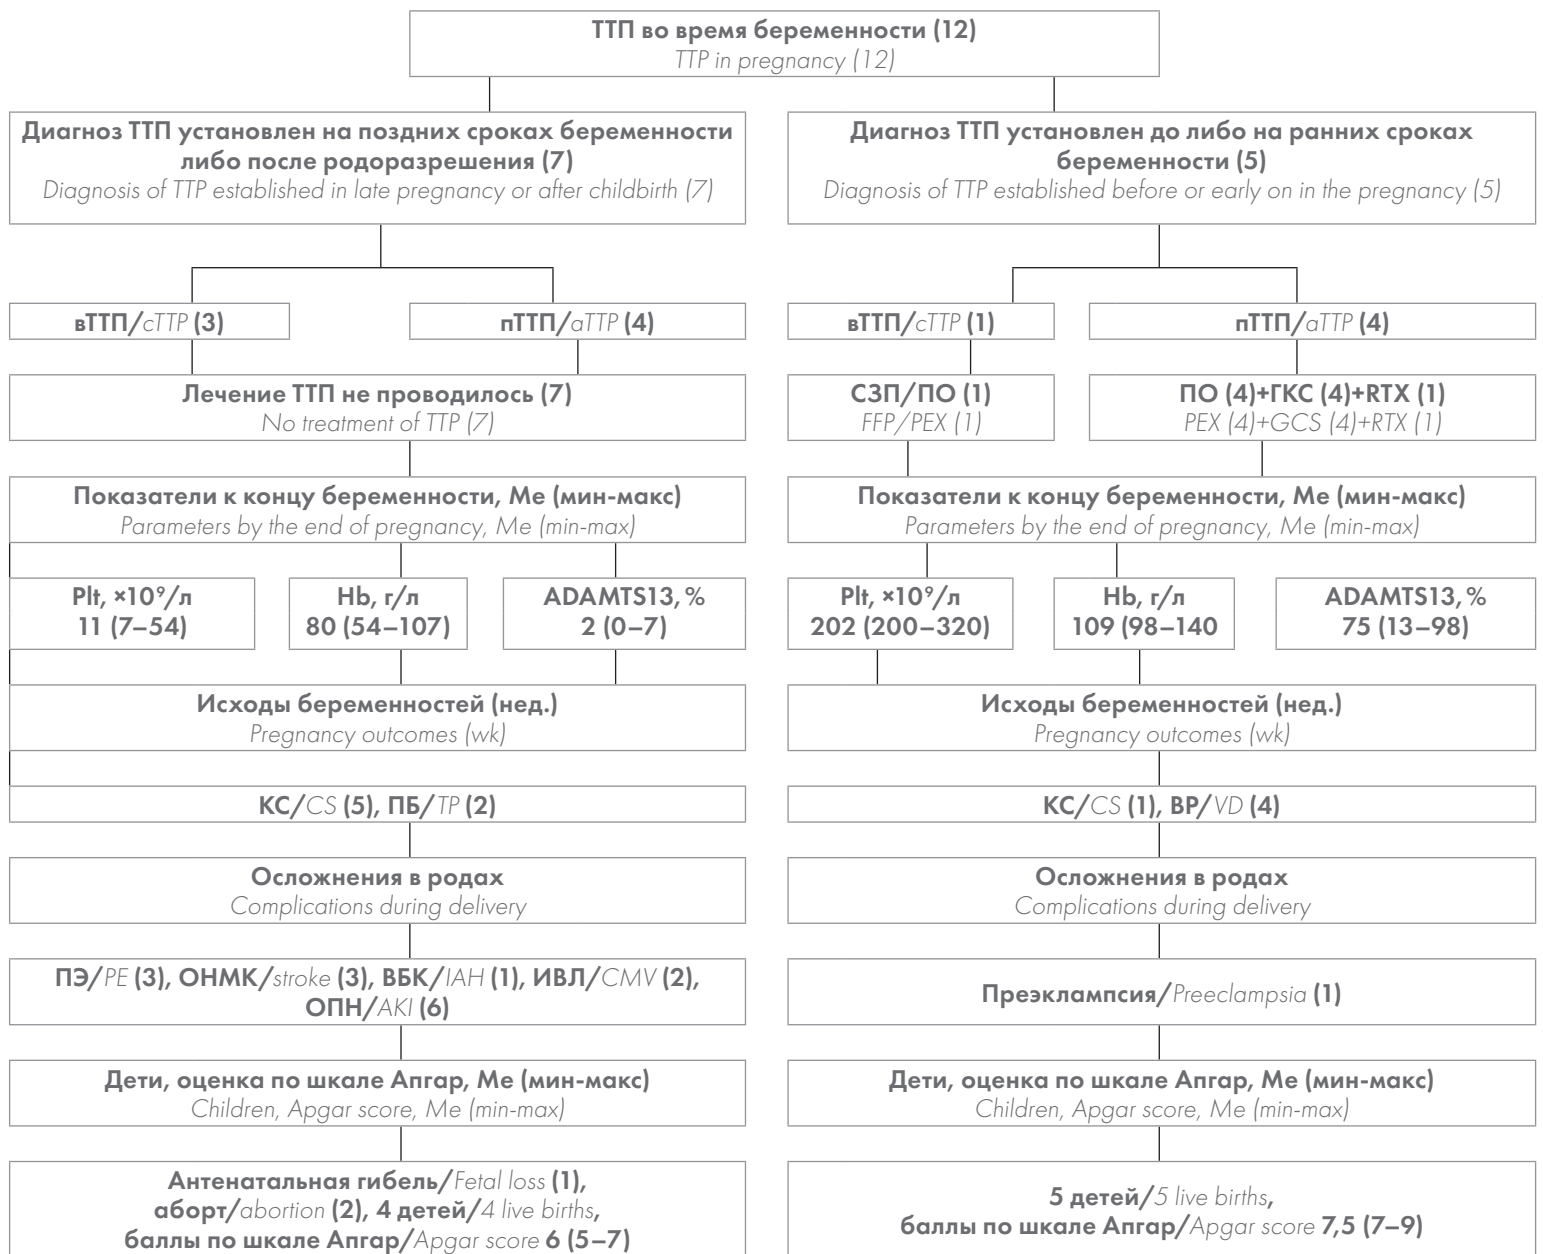 ТТП во время беременности (12)
TTP in pregnancy (12)
Диагноз ТТП установлен на поздних сроках беременности
либо после родоразрешения (7)
Diagnosis of TTP established in late pregnancy or after childbirth (7)
Диагноз ТТП установлен до либо на ранних сроках
беременности (5)
Diagnosis of TTP established before or early on in the pregnancy (5)
вТТП/cTTP (3)
пТТП/aTTP (4)
вТТП/cTTP (1)
пТТП/aTTP (4)
Лечение ТТП не проводилось (7)
No treatment of TTP (7)
СЗП/ПО (1)
FFP/PEX (1)
ПО (4)+ГКС (4)+RTX (1)
PEX (4)+GCS (4)+RTX (1)
Показатели к концу беременности, Me (мин-макс)
Parameters by the end of pregnancy, Me (min-max)
Показатели к концу беременности, Me (мин-макс)
Parameters by the end of pregnancy, Me (min-max)
Plt, ×10⁹/л
11 (7–54)
Hb, г/л
80 (54–107)
ADAMTS13, %
2 (0–7)
Plt, ×10⁹/л
202 (200–320)
Hb, г/л
109 (98–140
ADAMTS13, %
75 (13–98)
Исходы беременностей (нед.)
Pregnancy outcomes (wk)
Исходы беременностей (нед.)
Pregnancy outcomes (wk)
КС/CS (5), ПБ/TP (2)
КС/CS (1), ВР/VD (4)
Осложнения в родах
Complications during delivery
Осложнения в родах
Complications during delivery
ПЭ/PE (3), ОНМК/stroke (3), ВБК/IAH (1), ИВЛ/CMV (2),
ОПН/AKI (6)
Преэклампсия/Preeclampsia (1)
Дети, оценка по шкале Апгар, Me (мин-макс)
Children, Apgar score, Me (min-max)
Дети, оценка по шкале Апгар, Me (мин-макс)
Children, Apgar score, Me (min-max)
Антенатальная гибель/Fetal loss (1),
аборт/abortion (2), 4 детей/4 live births,
баллы по шкале Апгар/Apgar score 6 (5–7)
5 детей/5 live births,
баллы по шкале Апгар/Apgar score 7,5 (7–9)